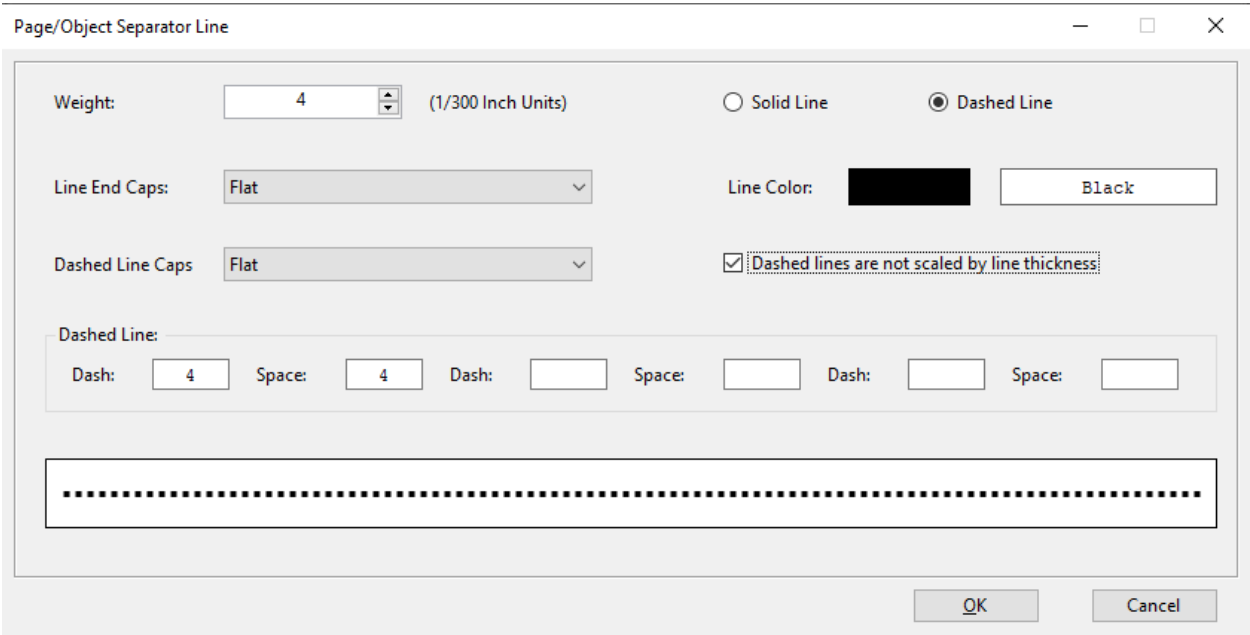 Page/Object Separator Line
Weight: 4 (1/300 Inch Units) Solid Line Dashed Line
Line End Caps: Flat Line Color: Black
Dashed Line Caps Flat Dashed lines are not scaled by line thickness
Dashed Line:
Dash: 4 Space: 4 Dash: Space: Dash: Space:
OK Cancel